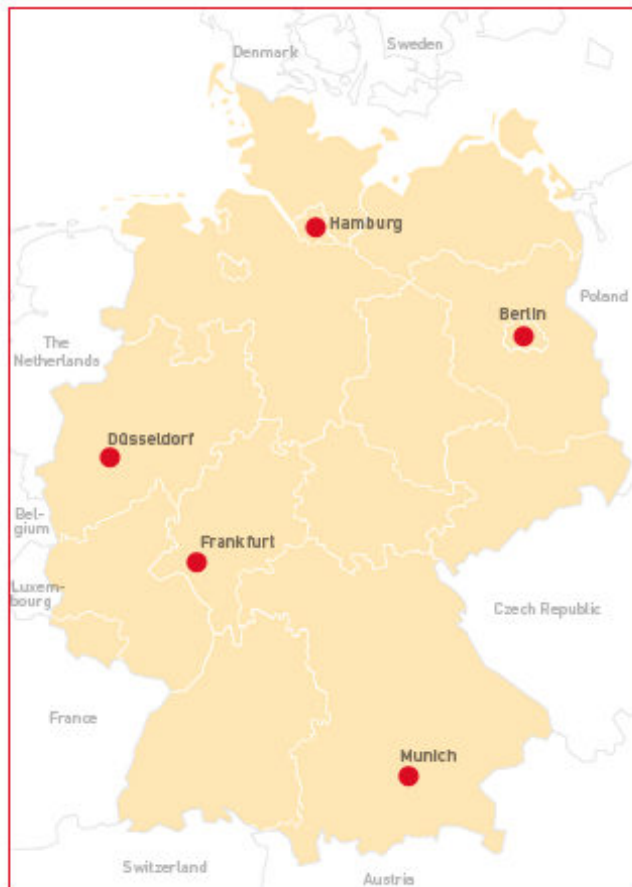 Denmark
Sweden
Hamburg
Poland
Berlin
The
Netherlands
Düsseldorf
Bel-
gium
Frankfurt
Luxem-
bourg
Czech Republic
France
Munich
Switzerland
Austria